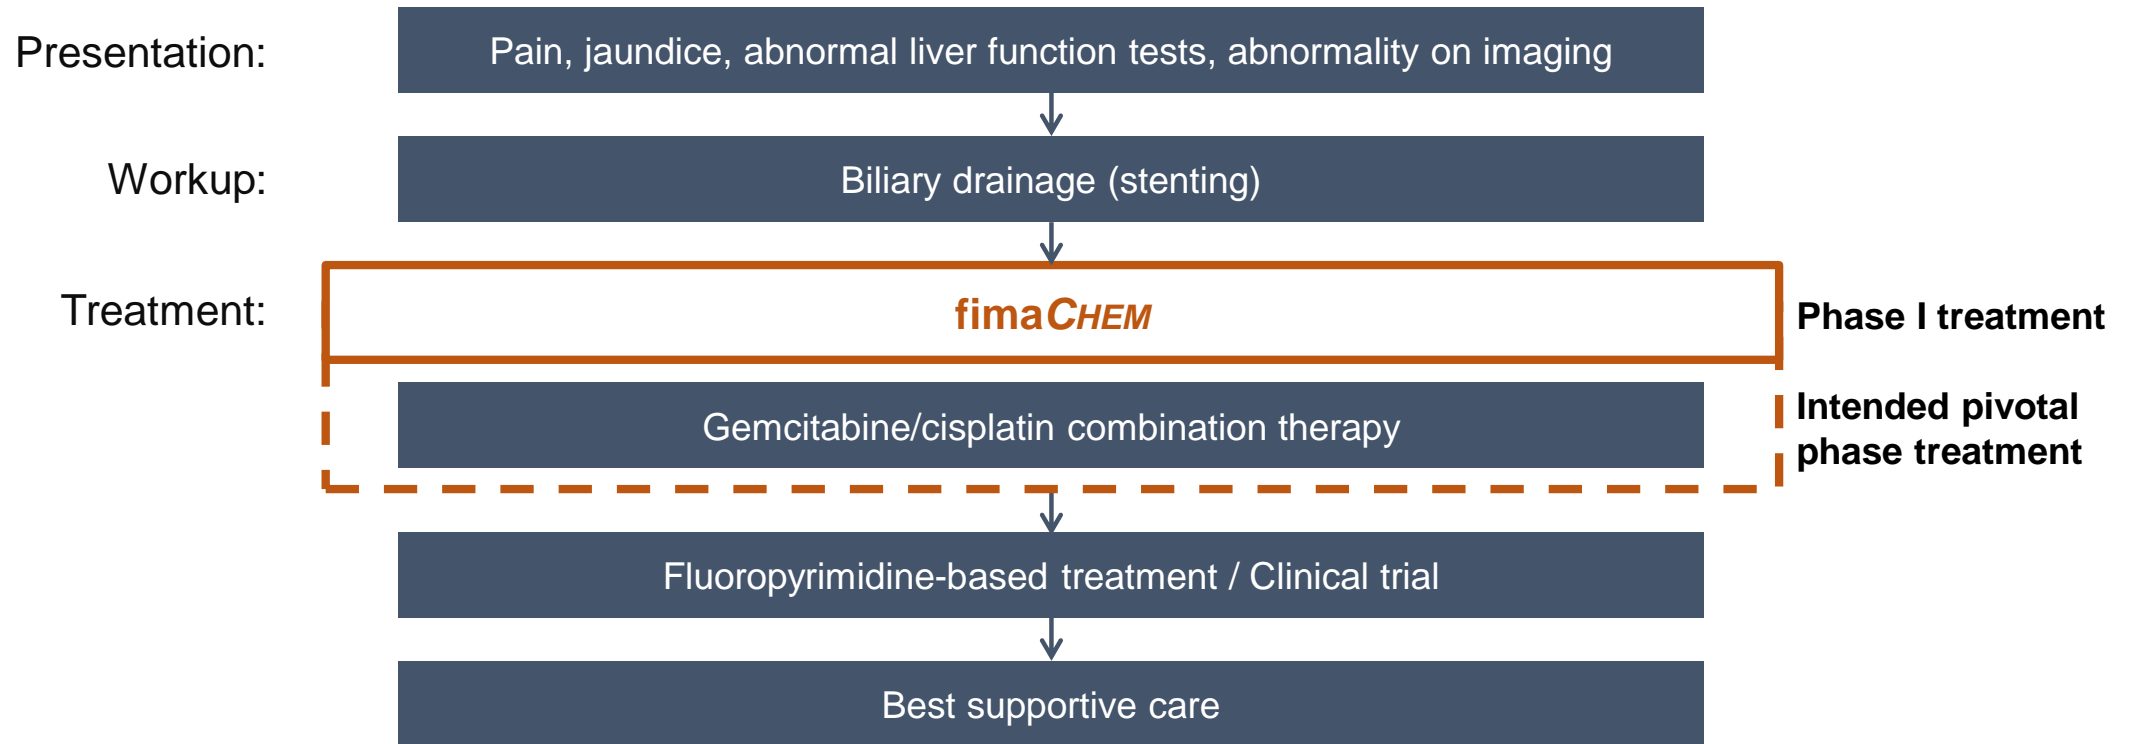 Presentation:
Pain, jaundice, abnormal liver function tests, abnormality on imaging
Workup:
Biliary drainage (stenting)
Treatment:
fimaCHEM
Phase I treatment
Gemcitabine/cisplatin combination therapy
Intended pivotal
phase treatment
Fluoropyrimidine-based treatment / Clinical trial
Best supportive care